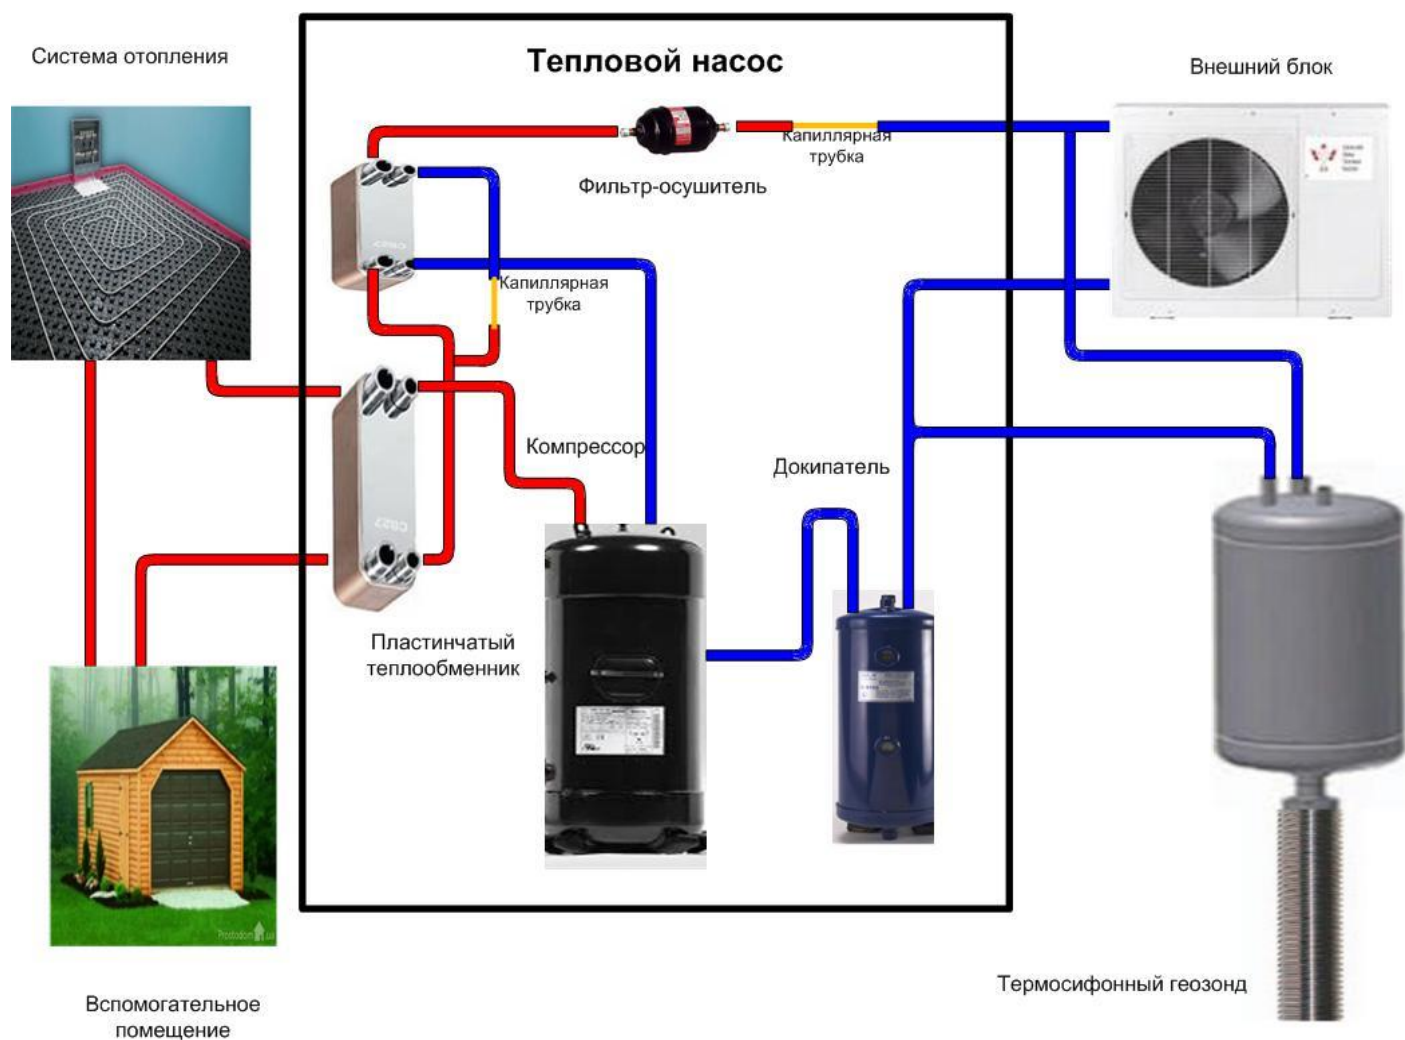 Тепловой насос
Система отопления
Внешний блок
Капиллярная
трубка
Фильтр-осушитель
Капиллярная
трубка
Компрессор
Докипатель
Пластинчатый
теплообменник
Термосифонный геозонд
Вспомогательное
помещение